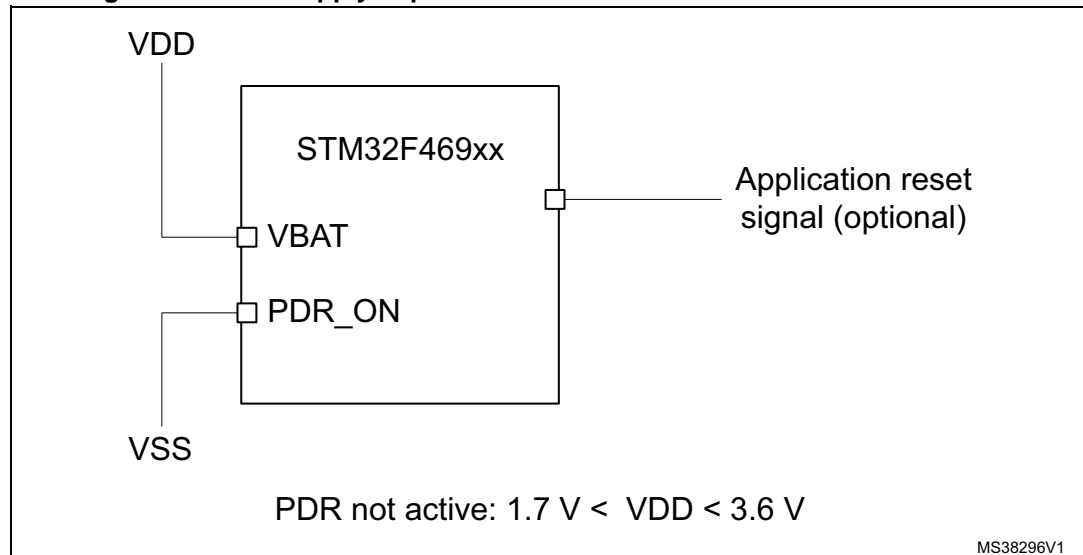 VDD
STM32F469xx
Application reset
signal (optional)
VBAT
PDR_ON
VSS
PDR not active: 1.7 V < VDD < 3.6 V
MS38296V1